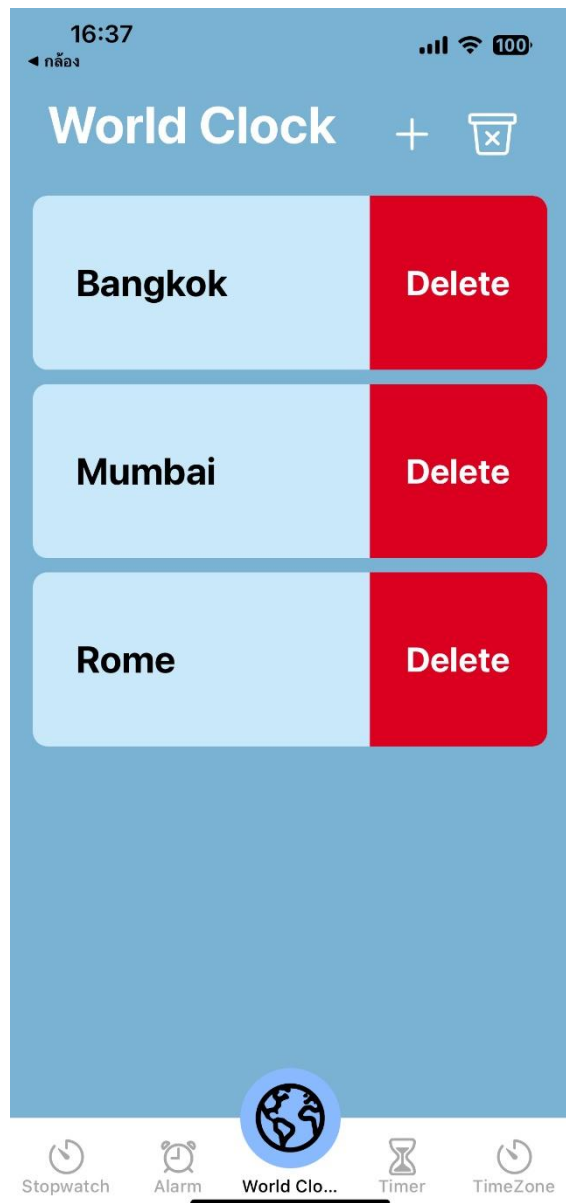 16:37
◀ กล้อง
100
World Clock
Bangkok Delete
Mumbai Delete
Rome Delete
Stopwatch Alarm World Clo... Timer TimeZone